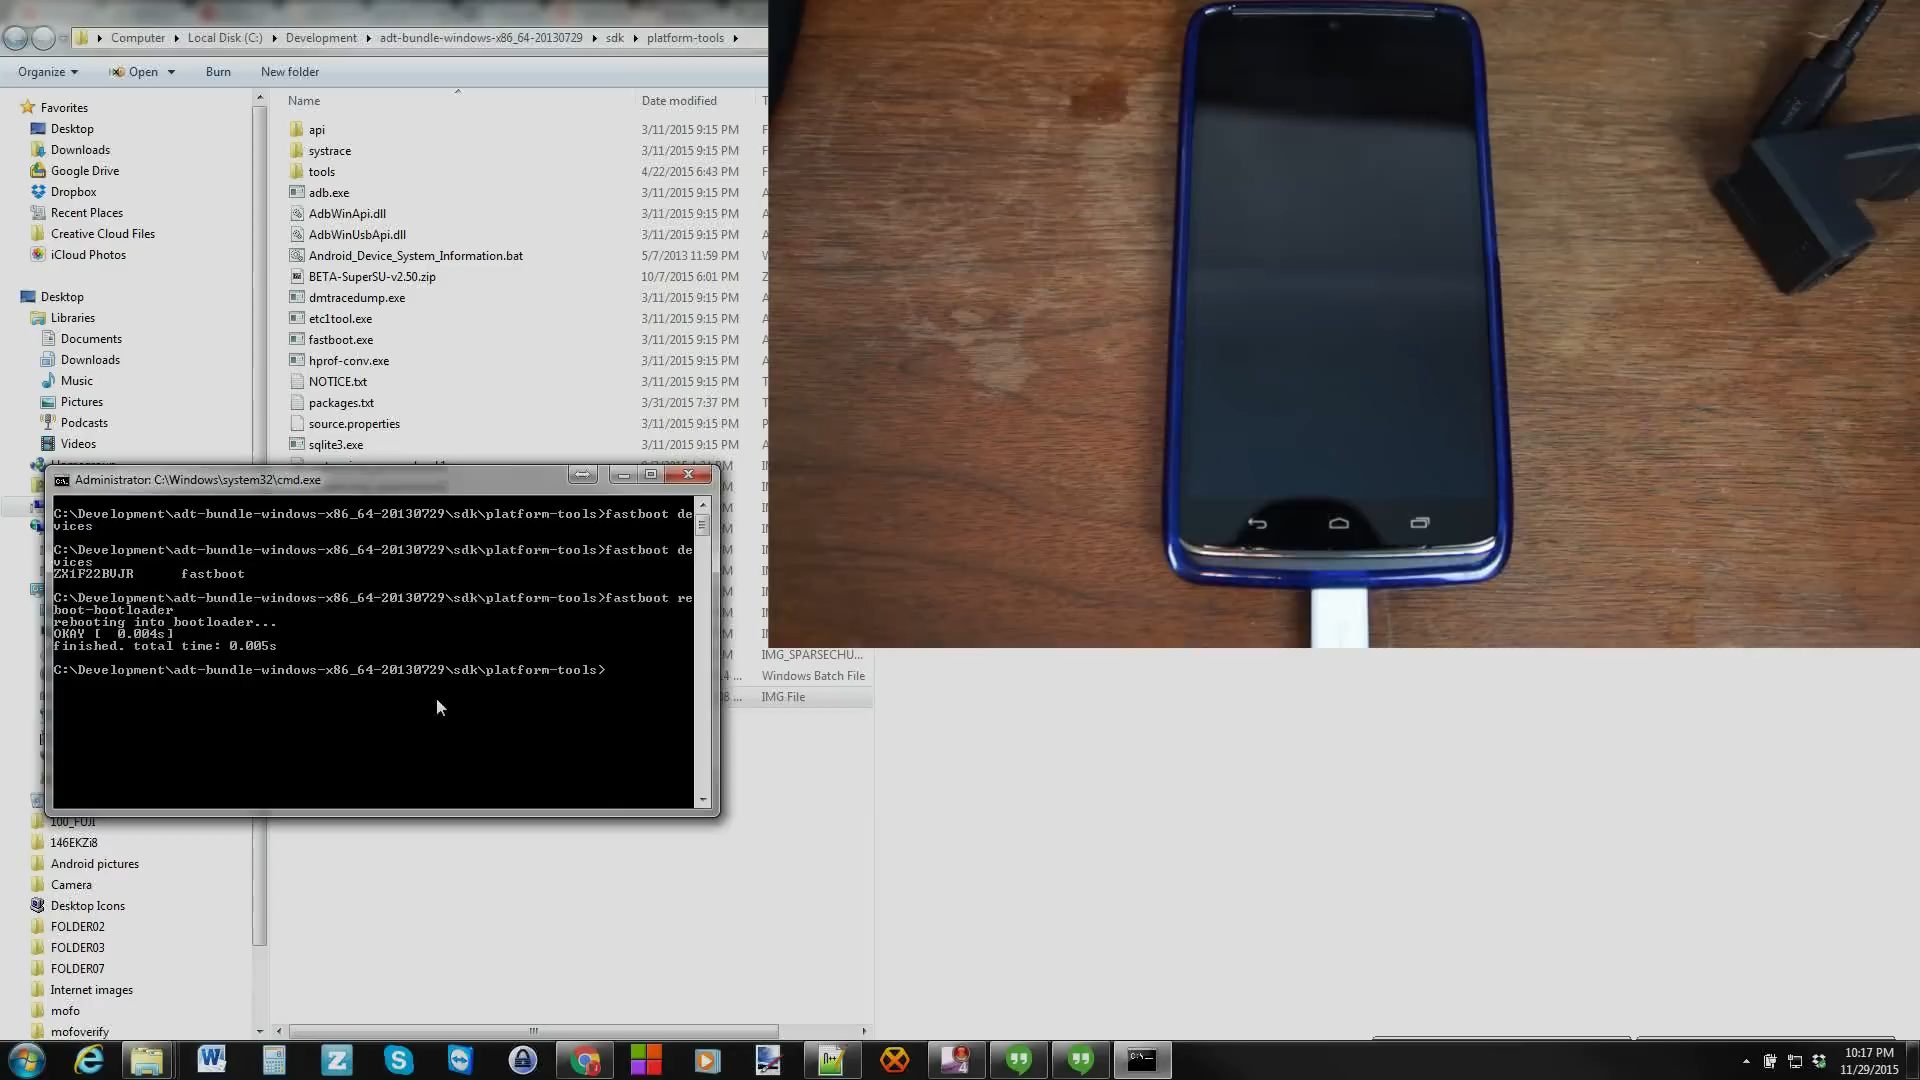 Computer ▸ Local Disk (C:) ▸ Development ▸ adt-bundle-windows-x86_64-20130729 ▸ sdk ▸ platform-tools ▸
Organize Open Burn New folder
Favorites
Desktop
Downloads
Google Drive
Dropbox
Recent Places
Creative Cloud Files
iCloud Photos
Desktop
Libraries
Documents
Downloads
Music
Pictures
Podcasts
Videos
Name Date modified
api 3/11/2015 9:15 PM
systrace 3/11/2015 9:15 PM
tools 4/22/2015 6:43 PM
adb.exe 3/11/2015 9:15 PM
AdbWinApi.dll 3/11/2015 9:15 PM
AdbWinUsbApi.dll 3/11/2015 9:15 PM
Android_Device_System_Information.bat 5/7/2013 11:59 PM
BETA-SuperSU-v2.50.zip 10/7/2015 6:01 PM
dmtracedump.exe 3/11/2015 9:15 PM
etc1tool.exe 3/11/2015 9:15 PM
fastboot.exe 3/11/2015 9:15 PM
hprof-conv.exe 3/11/2015 9:15 PM
NOTICE.txt 3/11/2015 9:15 PM
packages.txt 3/31/2015 7:37 PM
source.properties 3/11/2015 9:15 PM
sqlite3.exe 3/11/2015 9:15 PM
Administrator: C:\Windows\system32\cmd.exe
C:\Development\adt-bundle-windows-x86_64-20130729\sdk\platform-tools>fastboot de
vices
C:\Development\adt-bundle-windows-x86_64-20130729\sdk\platform-tools>fastboot de
vices
ZX1F22BVJR fastboot
C:\Development\adt-bundle-windows-x86_64-20130729\sdk\platform-tools>fastboot re
boot-bootloader
rebooting into bootloader...
OKAY [ 0.004s]
finished. total time: 0.005s
C:\Development\adt-bundle-windows-x86_64-20130729\sdk\platform-tools>
IMG_SPARSECHU...
Windows Batch File
IMG File
100_FUJI
146EKZi8
Android pictures
Camera
Desktop Icons
FOLDER02
FOLDER03
FOLDER07
Internet images
mofo
mofoverify
10:17 PM
11/29/2015